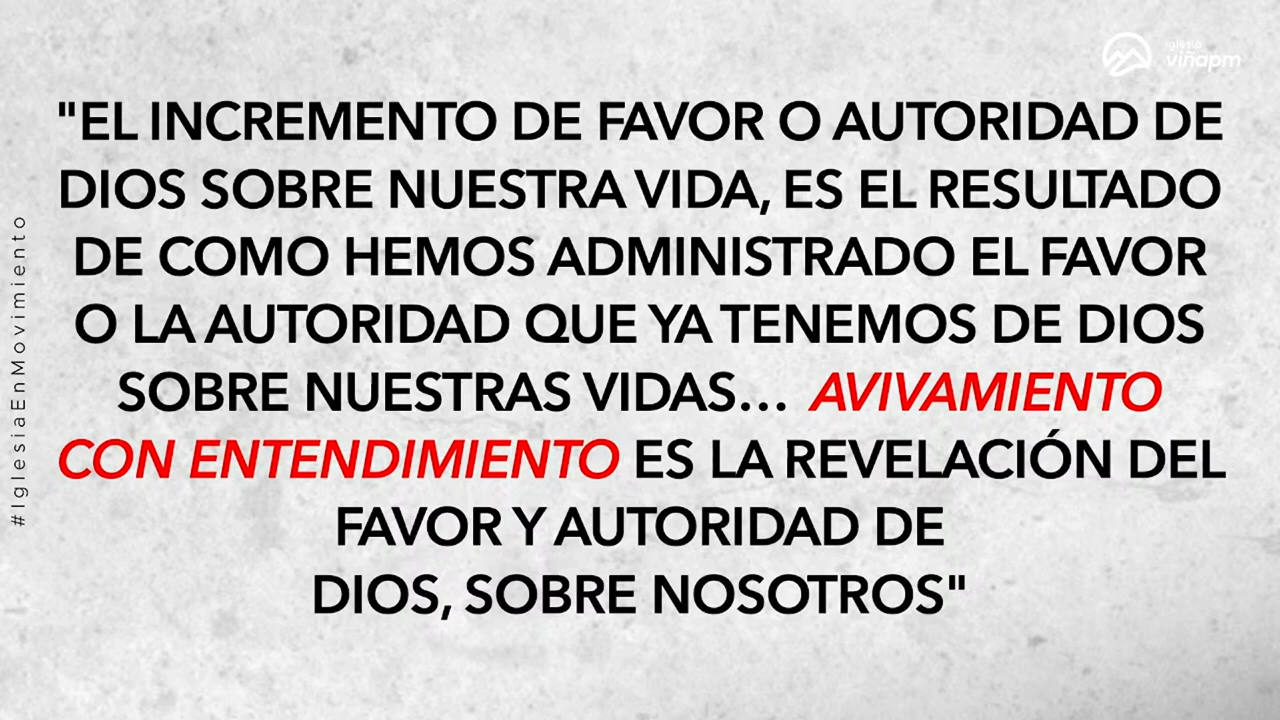 iglesia
viñapm
"EL INCREMENTO DE FAVOR O AUTORIDAD DE
DIOS SOBRE NUESTRA VIDA, ES EL RESULTADO
DE COMO HEMOS ADMINISTRADO EL FAVOR
O LA AUTORIDAD QUE YA TENEMOS DE DIOS
SOBRE NUESTRAS VIDAS... AVIVAMIENTO
CON ENTENDIMIENTO ES LA REVELACIÓN DEL
FAVOR Y AUTORIDAD DE
DIOS, SOBRE NOSOTROS"
#IglesiaEnMovimiento